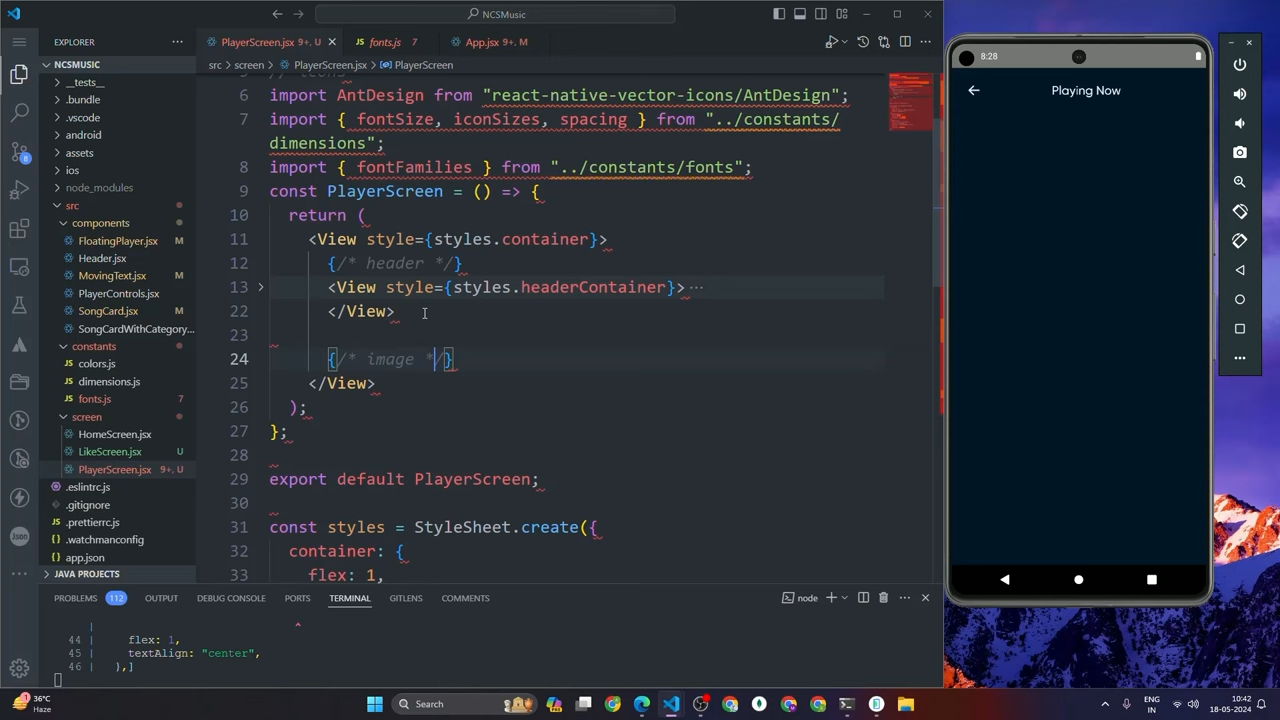 NCSMusic
EXPLORER
PlayerScreen.jsx 9+, U
fonts.js 7
App.jsx 9+, M
NCSMUSIC
src > screen > PlayerScreen.jsx > PlayerScreen
__tests__
.bundle
.vscode
android
assets
ios
node_modules
src
components
FloatingPlayer.jsx M
Header.jsx
MovingText.jsx M
PlayerControls.jsx
SongCard.jsx M
SongCardWithCategory...
constants
colors.js
dimensions.js
fonts.js 7
screen
HomeScreen.jsx
LikeScreen.jsx U
PlayerScreen.jsx 9+, U
.eslintrc.js
.gitignore
.prettierrc.js
.watchmanconfig
app.json
JAVA PROJECTS
6 import AntDesign from "react-native-vector-icons/AntDesign";
7 import { fontSize, iconSizes, spacing } from "../constants/
dimensions";
8 import { fontFamilies } from "../constants/fonts";
9 const PlayerScreen = () => {
10 return (
11 <View style={styles.container}>
12 {/* header */}
13 <View style={styles.headerContainer}> ···
22 </View>
23
24 {/* image */}
25 </View>
26 );
27 };
28
29 export default PlayerScreen;
30
31 const styles = StyleSheet.create({
32 container: {
33 flex: 1,
PROBLEMS 112 OUTPUT DEBUG CONSOLE PORTS TERMINAL GITLENS COMMENTS
node
| ^
44 | flex: 1,
45 | textAlign: "center",
46 | },]
8:28
Playing Now
8
Json
36°C
Haze
Search
ENG
IN
10:42
18-05-2024